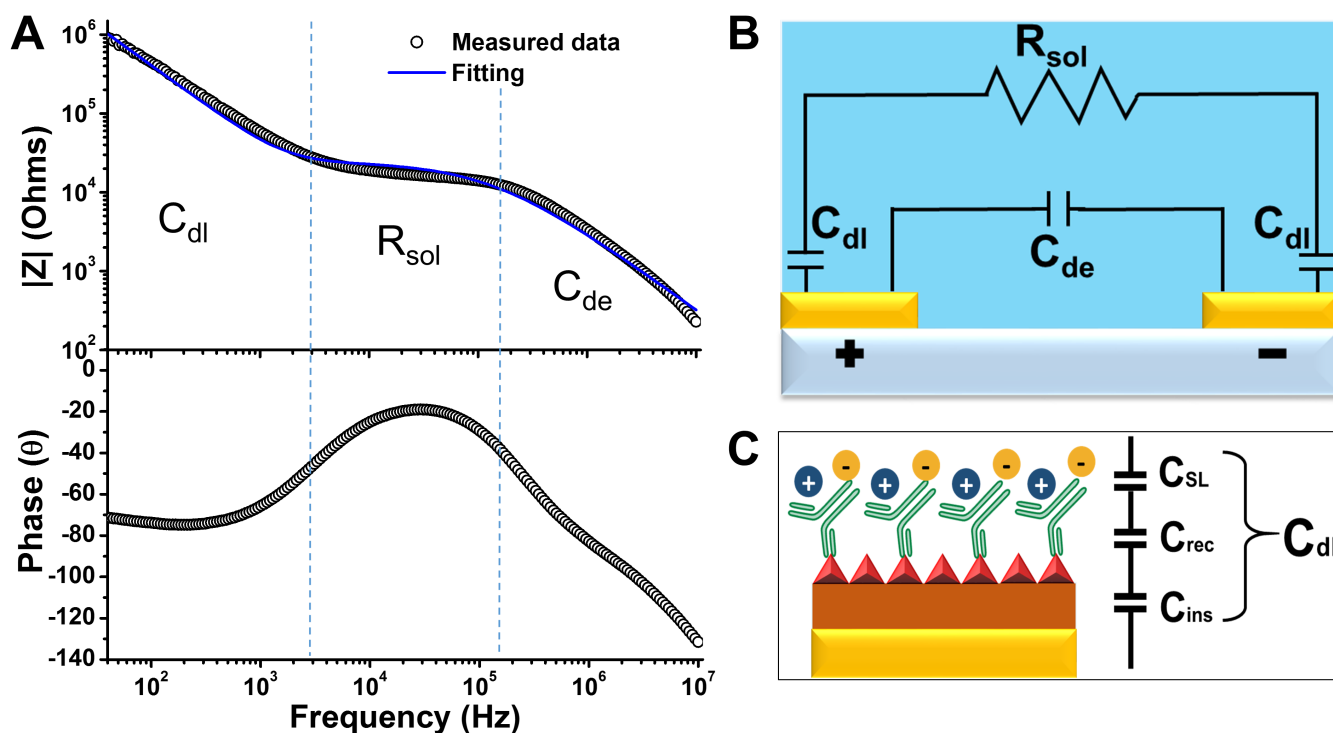 A
10^6
10^5
10^4
10^3
10^2
|Z| (Ohms)
Measured data
Fitting
C_dl
R_sol
C_de
0
-20
-40
-60
-80
-100
-120
-140
Phase (θ)
10^2
10^3
10^4
10^5
10^6
10^7
Frequency (Hz)
B
R_sol
C_dl
C_de
C_dl
+
-
C
+ - + - + - + -
C_SL
C_rec
C_ins